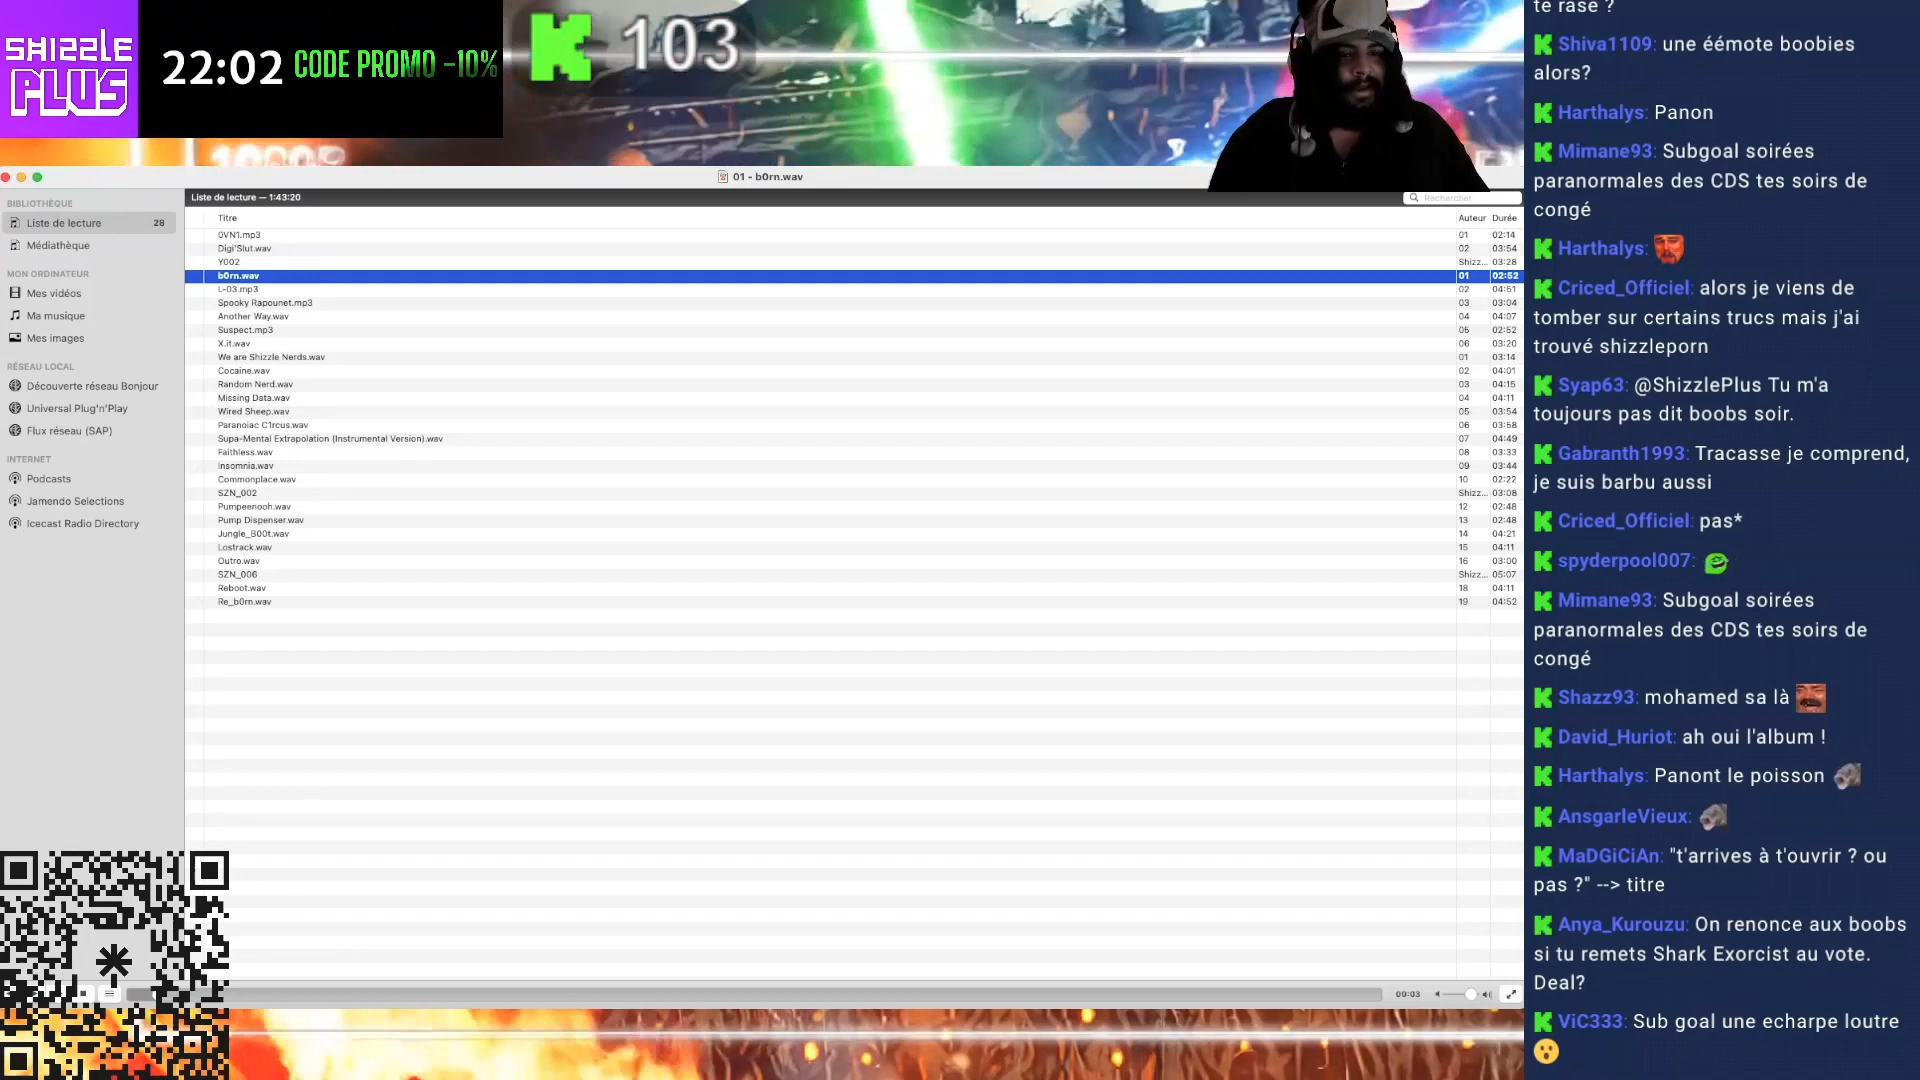 SHIZZLE
PLUS
22:02 CODE PROMO -10%
103
01 - b0rn.wav
BIBLIOTHÈQUE
Liste de lecture 28
Médiathèque
MON ORDINATEUR
Mes vidéos
Ma musique
Mes images
RÉSEAU LOCAL
Découverte réseau Bonjour
Universal Plug'n'Play
Flux réseau (SAP)
INTERNET
Podcasts
Jamendo Selections
Icecast Radio Directory
Liste de lecture — 1:43:20
Rechercher
Titre Auteur Durée
0VN1.mp3 01 02:14
Digi'Slut.wav 02 03:54
Y002 Shizz... 03:28
b0rn.wav 01 02:52
L-03.mp3 02 04:51
Spooky Rapounet.mp3 03 03:04
Another Way.wav 04 04:07
Suspect.mp3 05 02:52
X.it.wav 06 03:20
We are Shizzle Nerds.wav 01 03:14
Cocaine.wav 02 04:01
Random Nerd.wav 03 04:15
Missing Data.wav 04 04:11
Wired Sheep.wav 05 03:54
Paranoiac C1rcus.wav 06 03:58
Supa-Mental Extrapolation (Instrumental Version).wav 07 04:49
Faithless.wav 08 03:33
Insomnia.wav 09 03:44
Commonplace.wav 10 02:22
SZN_002 Shizz... 03:08
Pumpeenooh.wav 12 02:48
Pump Dispenser.wav 13 02:48
Jungle_B00t.wav 14 04:21
Lostrack.wav 15 04:11
Outro.wav 16 03:00
SZN_006 Shizz... 05:07
Reboot.wav 18 04:11
Re_b0rn.wav 19 04:52
00:03
te rase ?
Shiva1109: une éémote boobies
alors?
Harthalys: Panon
Mimane93: Subgoal soirées
paranormales des CDS tes soirs de
congé
Harthalys:
Criced_Officiel: alors je viens de
tomber sur certains trucs mais j'ai
trouvé shizzleporn
Syap63: @ShizzlePlus Tu m'a
toujours pas dit boobs soir.
Gabranth1993: Tracasse je comprend,
je suis barbu aussi
Criced_Officiel: pas*
spyderpool007:
Mimane93: Subgoal soirées
paranormales des CDS tes soirs de
congé
Shazz93: mohamed sa là
David_Huriot: ah oui l'album !
Harthalys: Panont le poisson
AnsgarleVieux:
MaDGiCiAn: "t'arrives à t'ouvrir ? ou
pas ?" --> titre
Anya_Kurouzu: On renonce aux boobs
si tu remets Shark Exorcist au vote.
Deal?
ViC333: Sub goal une echarpe loutre